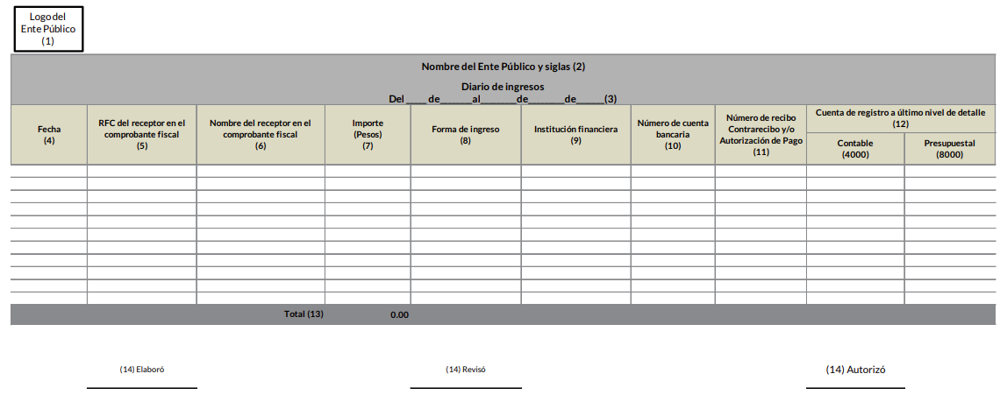 Logo del
Ente Público
(1)
Nombre del Ente Público y siglas (2)
Diario de ingresos
Del ____ de______al_______de_______de_____(3)
Fecha
(4)
RFC del receptor en el
comprobante fiscal
(5)
Nombre del receptor en el
comprobante fiscal
(6)
Importe
(Pesos)
(7)
Forma de ingreso
(8)
Institución financiera
(9)
Número de cuenta
bancaria
(10)
Número de recibo
Contrarecibo y/o
Autorización de Pago
(11)
Cuenta de registro a último nivel de detalle
(12)
Contable
(4000)
Presupuestal
(8000)
Total (13) 0.00
(14) Elaboró (14) Revisó (14) Autorizó